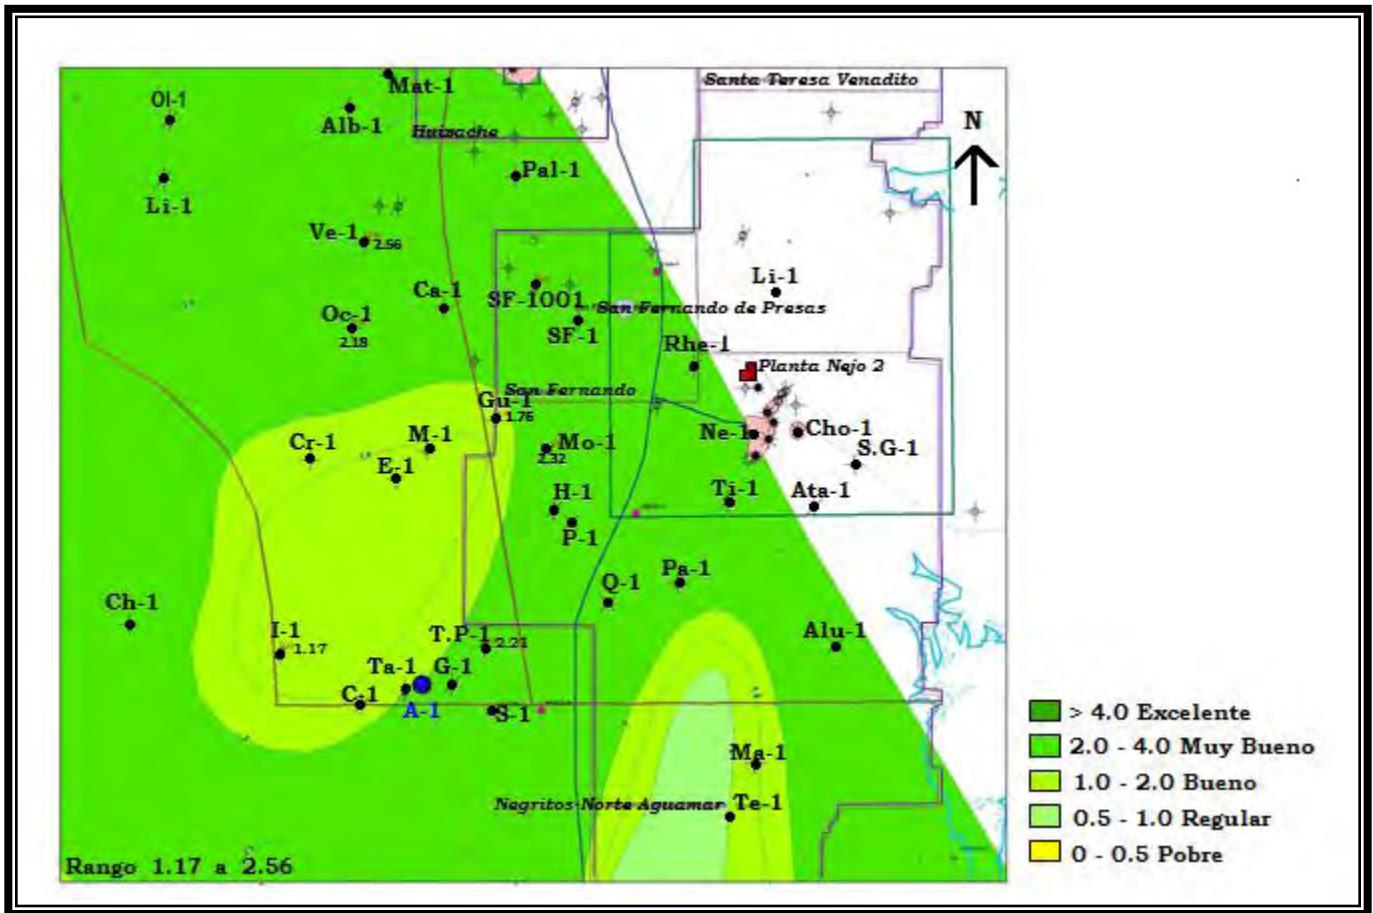 Santa Teresa Venadito
Mat-1
Ol-1
Alb-1
Huisache
N
Pal-1
Li-1
Ve-1
2.56
Li-1
Ca-1
SF-1001
San Fernando de Presas
Oc-1
2.18
SF-1
Rhe-1
Planta Nejo 2
San Fernando
Gu-1
1.76
Cr-1
M-1
Mo-1
2.32
Ne-1
Cho-1
S.G-1
E-1
H-1
Ti-1
Ata-1
P-1
Pa-1
Q-1
Ch-1
I-1
1.17
T.P-1
2.21
Alu-1
Ta-1
G-1
C-1
A-1
S-1
Ma-1
Negritos-Norte Aguamar
Te-1
Rango 1.17 a 2.56
> 4.0 Excelente
2.0 - 4.0 Muy Bueno
1.0 - 2.0 Bueno
0.5 - 1.0 Regular
0 - 0.5 Pobre